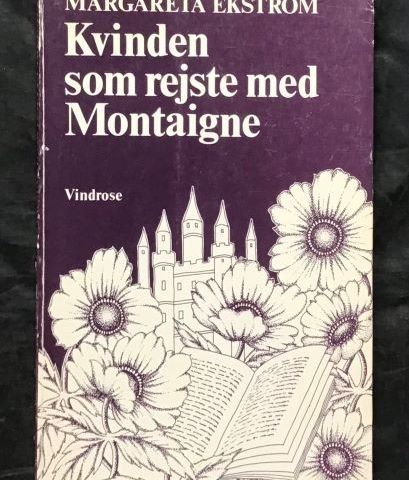 MARGARETA EKSTRÖM
Kvinden
som rejste med
Montaigne
Vindrose